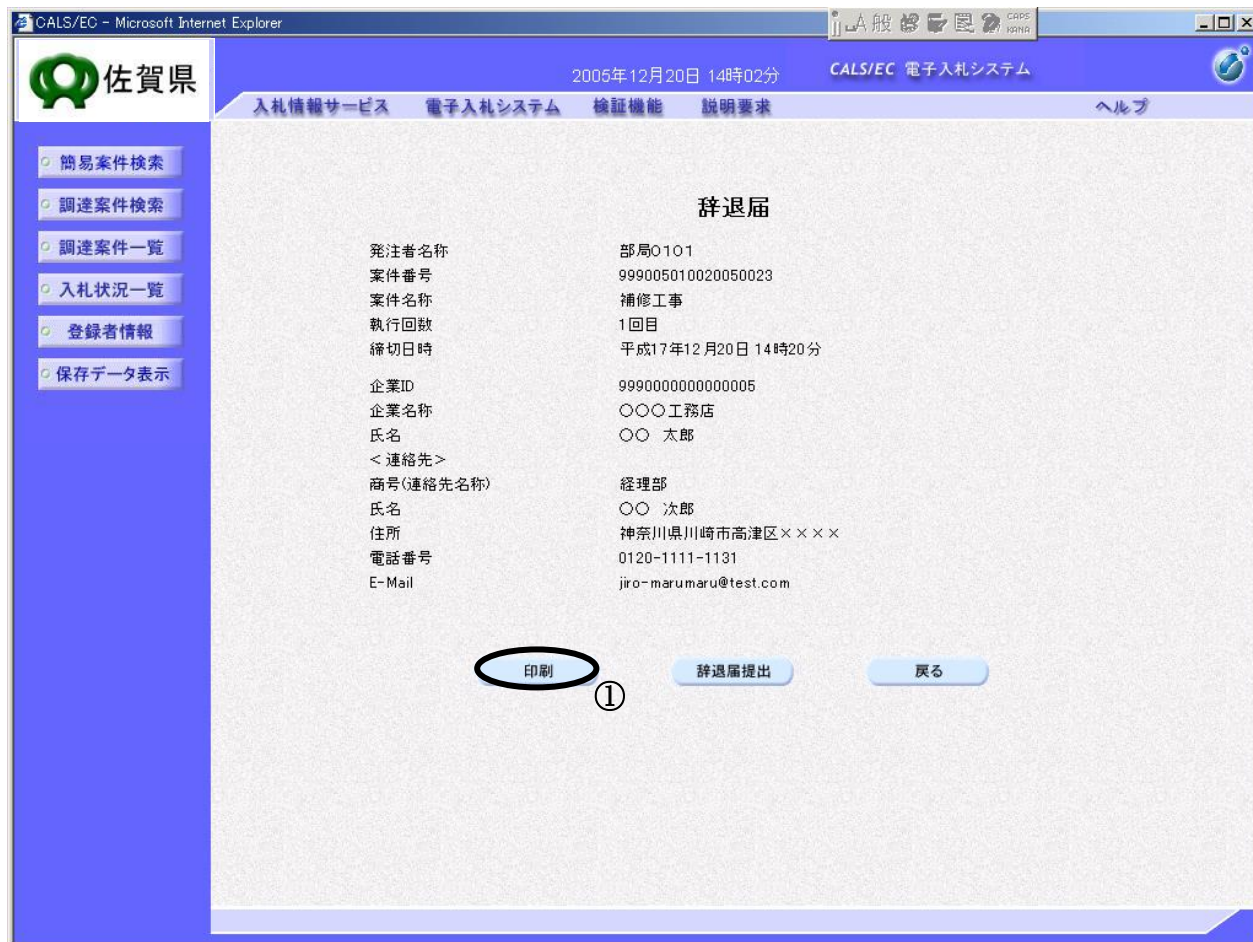 CALS/EC - Microsoft Internet Explorer
般
CAPS
KANA
佐賀県
2005年12月20日 14時02分
CALS/EC 電子入札システム
入札情報サービス 電子入札システム 検証機能 説明要求 ヘルプ
簡易案件検索
調達案件検索
調達案件一覧
入札状況一覧
登録者情報
保存データ表示
辞退届
発注者名称 部局0101
案件番号 999005010020050023
案件名称 補修工事
執行回数 1回目
締切日時 平成17年12月20日 14時20分
企業ID 9990000000000005
企業名称 〇〇〇工務店
氏名 〇〇 太郎
<連絡先>
商号(連絡先名称) 経理部
氏名 〇〇 次郎
住所 神奈川県川崎市高津区××××
電話番号 0120-1111-1131
E-Mail jiro-marumaru@test.com
印刷 辞退届提出 戻る
①